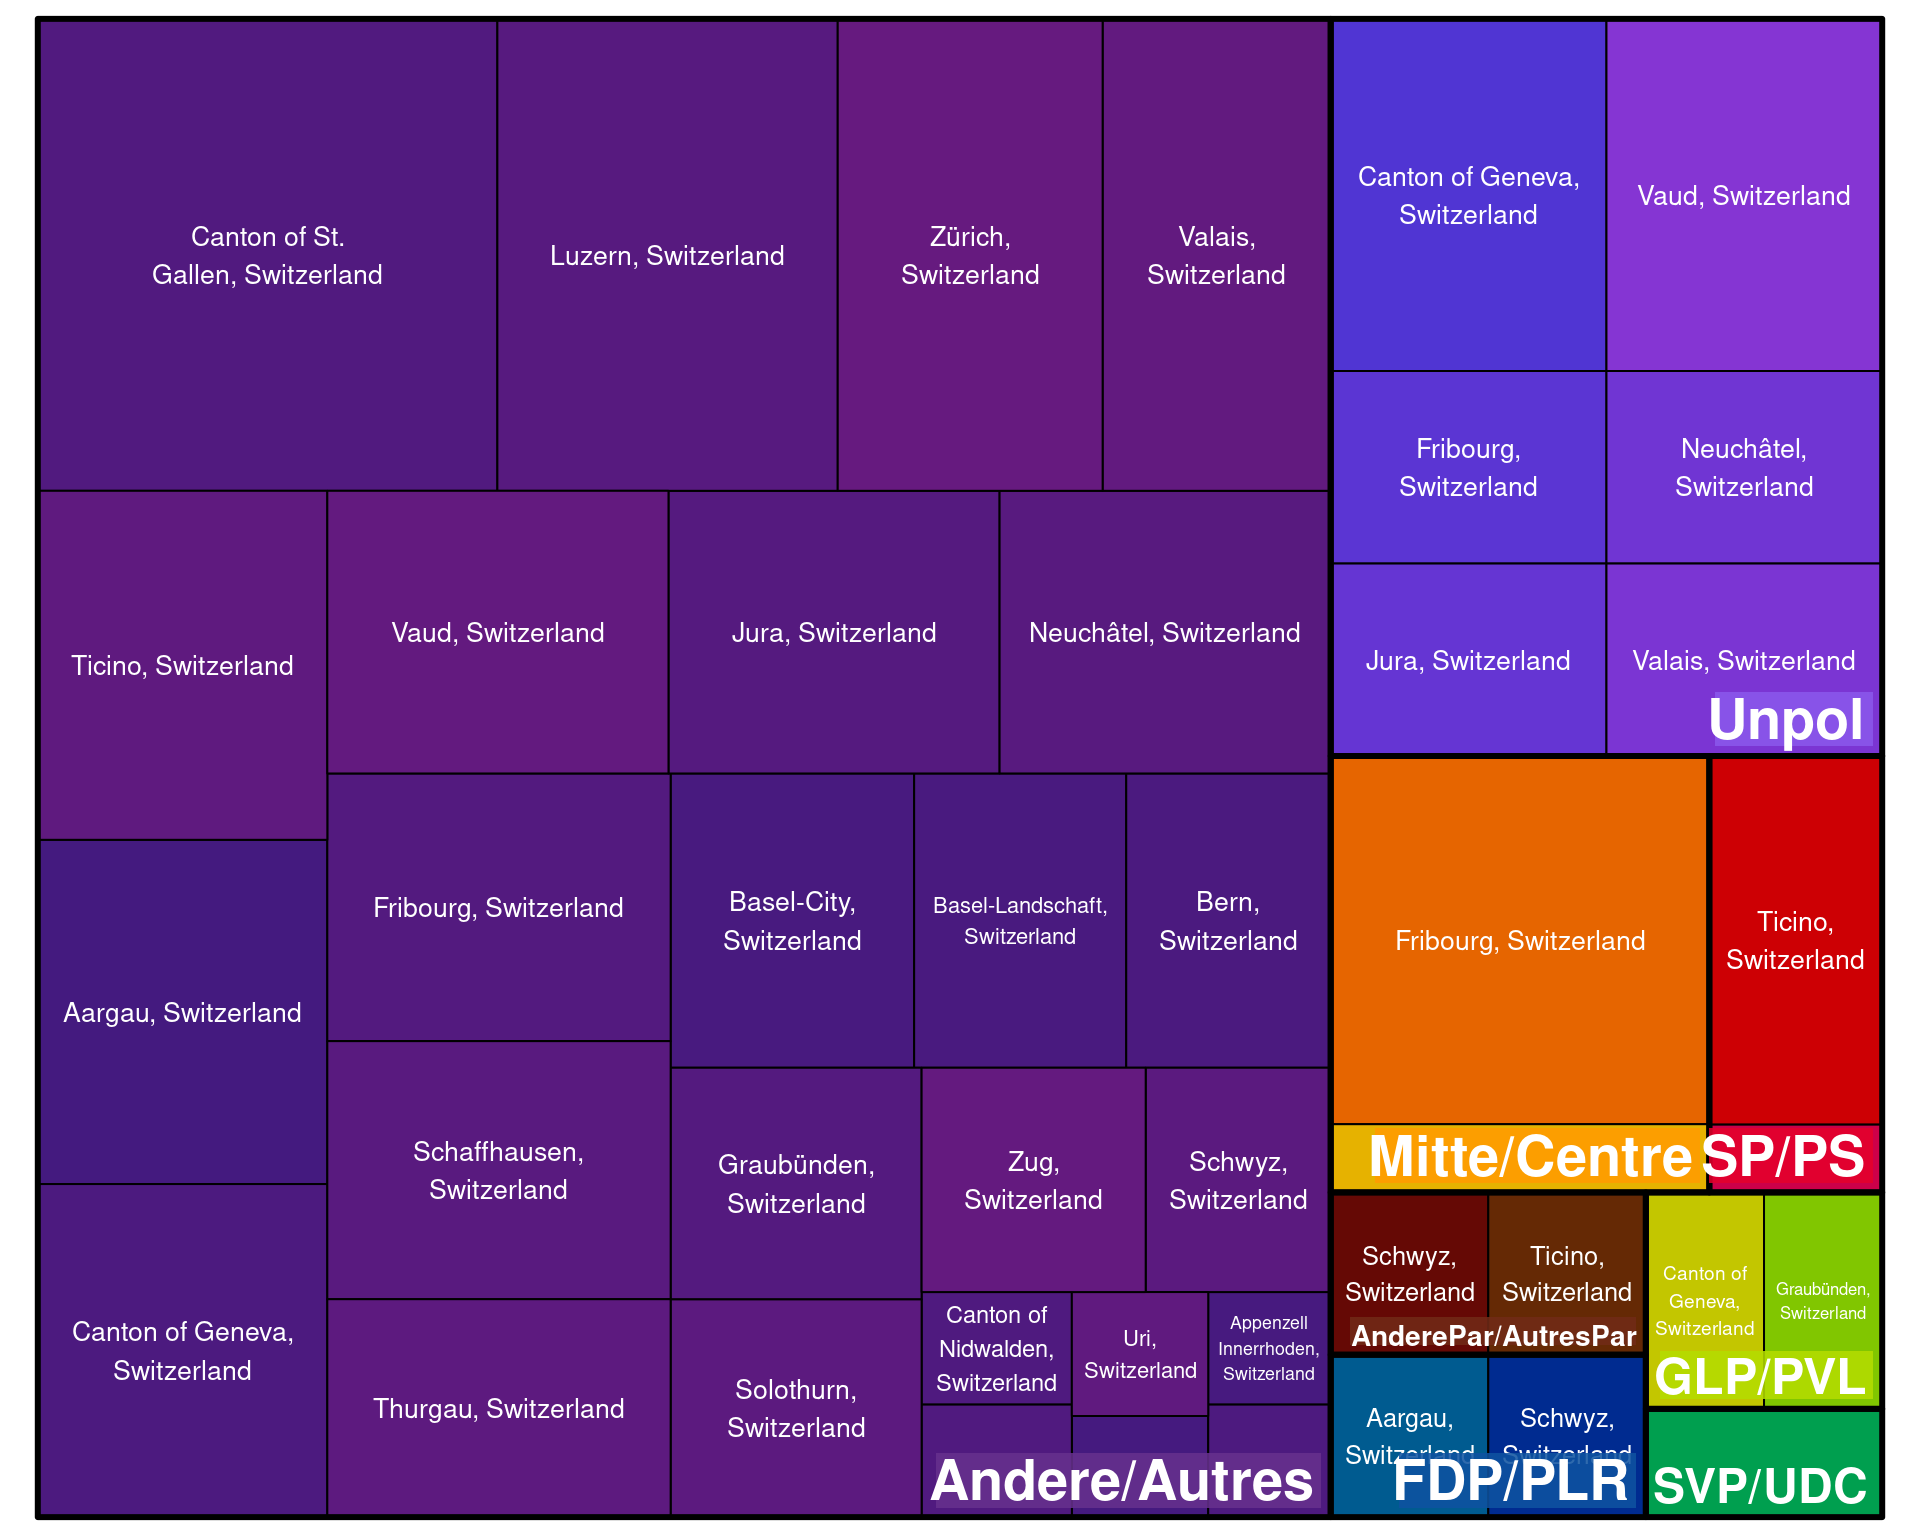 Canton of St.
Gallen, Switzerland
Luzern, Switzerland
Zürich,
Switzerland
Valais,
Switzerland
Ticino, Switzerland
Vaud, Switzerland
Jura, Switzerland
Neuchâtel, Switzerland
Aargau, Switzerland
Fribourg, Switzerland
Basel-City,
Switzerland
Basel-Landschaft,
Switzerland
Bern,
Switzerland
Schaffhausen,
Switzerland
Graubünden,
Switzerland
Zug,
Switzerland
Schwyz,
Switzerland
Canton of Geneva,
Switzerland
Thurgau, Switzerland
Solothurn,
Switzerland
Canton of
Nidwalden,
Switzerland
Uri,
Switzerland
Appenzell
Innerrhoden,
Switzerland
Andere/Autres
Canton of Geneva,
Switzerland
Vaud, Switzerland
Fribourg,
Switzerland
Neuchâtel,
Switzerland
Jura, Switzerland
Valais, Switzerland
Unpol
Fribourg, Switzerland
Mitte/Centre
Ticino,
Switzerland
SP/PS
Schwyz,
Switzerland
Ticino,
Switzerland
AnderePar/AutresPar
Canton of
Geneva,
Switzerland
Graubünden,
Switzerland
GLP/PVL
Aargau,
Switzerland
Schwyz,
Switzerland
FDP/PLR
SVP/UDC